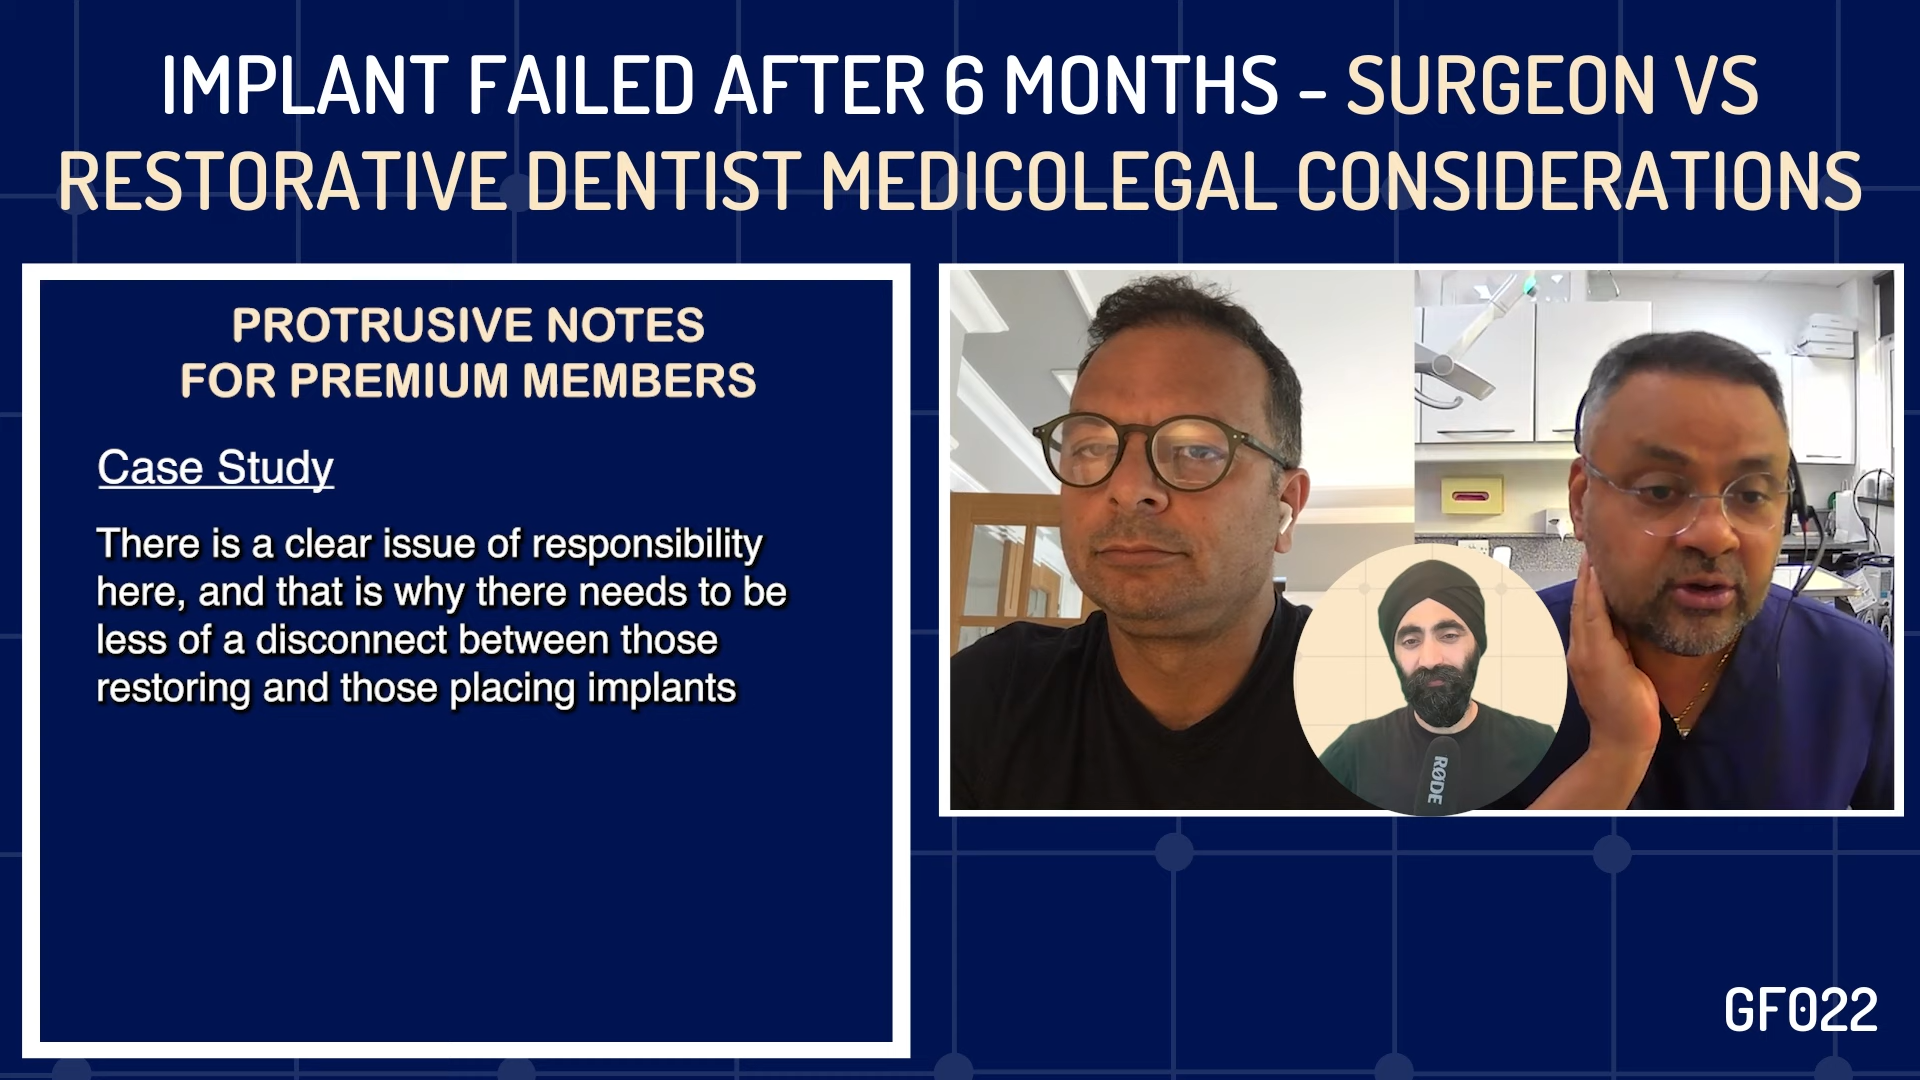 IMPLANT FAILED AFTER 6 MONTHS – SURGEON VS
RESTORATIVE DENTIST MEDICOLEGAL CONSIDERATIONS
PROTRUSIVE NOTES
FOR PREMIUM MEMBERS
Case Study
There is a clear issue of responsibility
here, and that is why there needs to be
less of a disconnect between those
restoring and those placing implants
RØDE
GF022